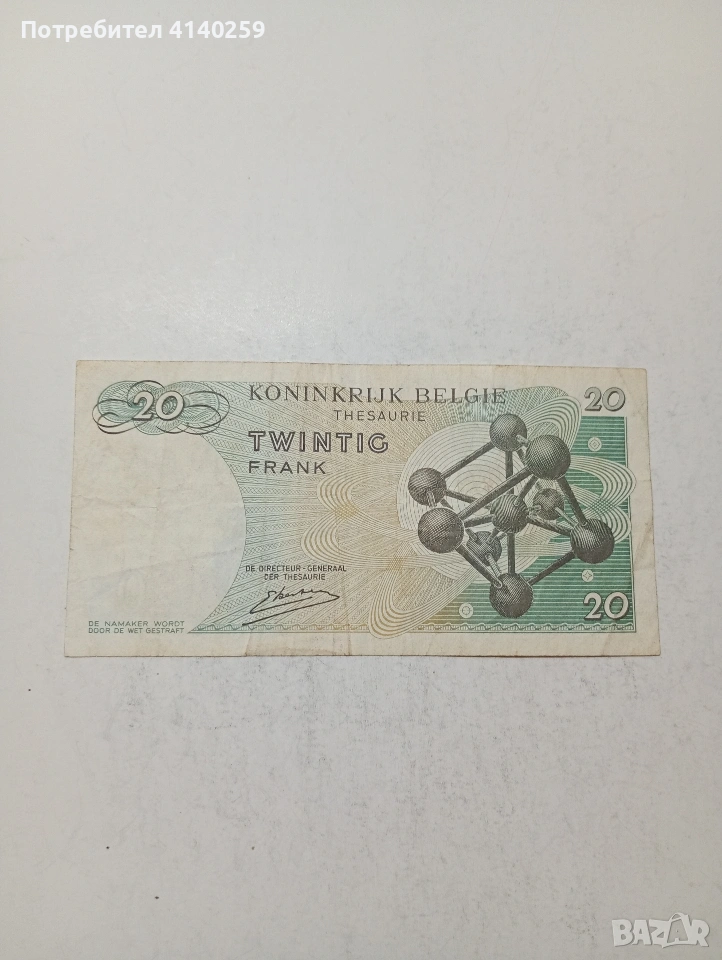 Потребител 4140259
20
KONINKRIJK BELGIE
20
THESAURIE
TWINTIG
FRANK
DE DIRECTEUR-GENERAAL
DER THESAURIE
20
DE NAMAKER WORDT
DOOR DE WET GESTRAFT
BAZAR